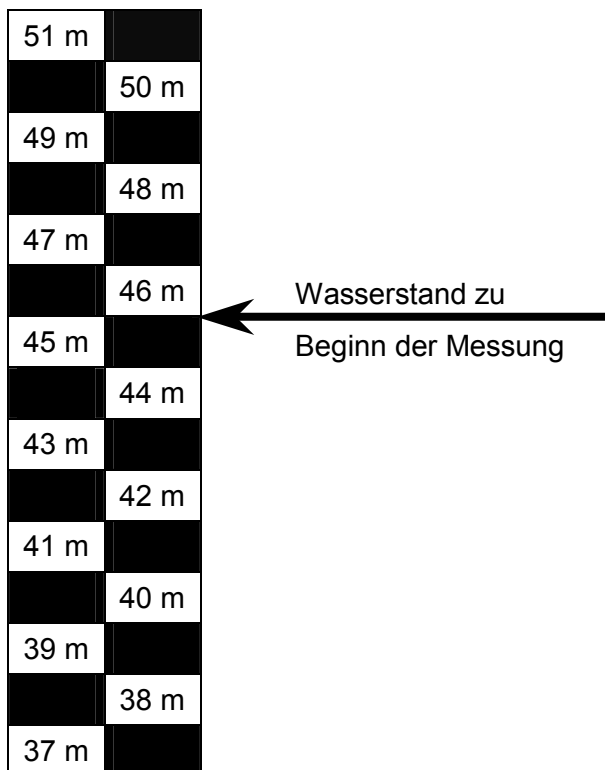 51 m
50 m
49 m
48 m
47 m
46 m
Wasserstand zu
45 m
Beginn der Messung
44 m
43 m
42 m
41 m
40 m
39 m
38 m
37 m